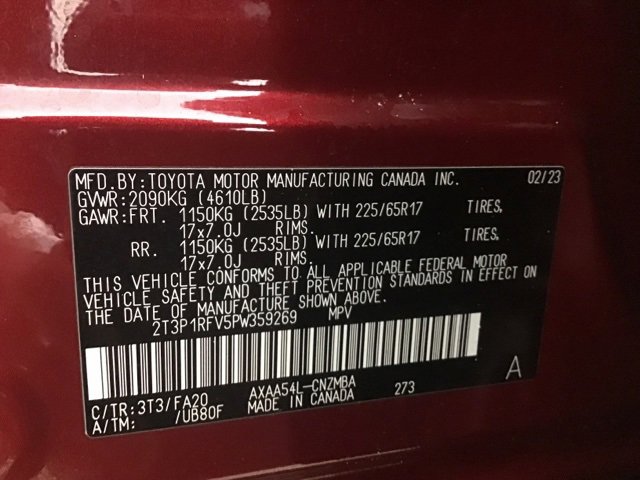 MFD.BY:TOYOTA MOTOR MANUFACTURING CANADA INC. 02/23
GVWR:2090KG (4610LB)
GAWR:FRT. 1150KG (2535LB) WITH 225/65R17 TIRES,
17x7.0J RIMS.
RR. 1150KG (2535LB) WITH 225/65R17 TIRES,
17x7.0J RIMS.
THIS VEHICLE CONFORMS TO ALL APPLICABLE FEDERAL MOTOR
VEHICLE SAFETY AND THEFT PREVENTION STANDARDS IN EFFECT ON
THE DATE OF MANUFACTURE SHOWN ABOVE.
2T3P1RFV5PW359269 MPV
A
C/TR:3T3/FA20 AXAA54L-CNZMBA 273
A/TM: /UB80F MADE IN CANADA